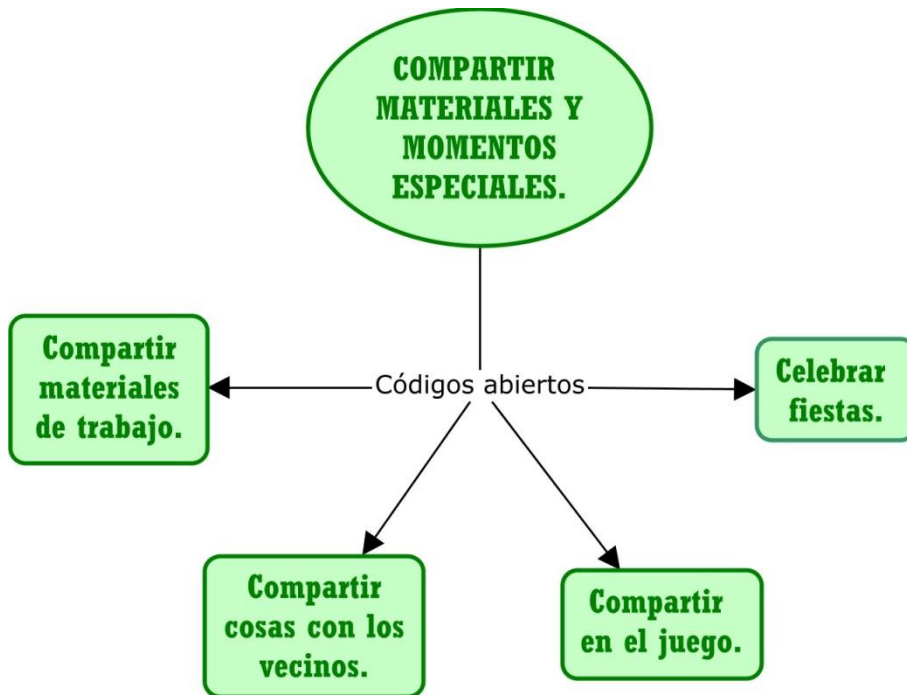 COMPARTIR
MATERIALES Y
MOMENTOS
ESPECIALES.
Códigos abiertos
Compartir
materiales
de trabajo.
Compartir
cosas con los
vecinos.
Compartir
en el juego.
Celebrar
fiestas.